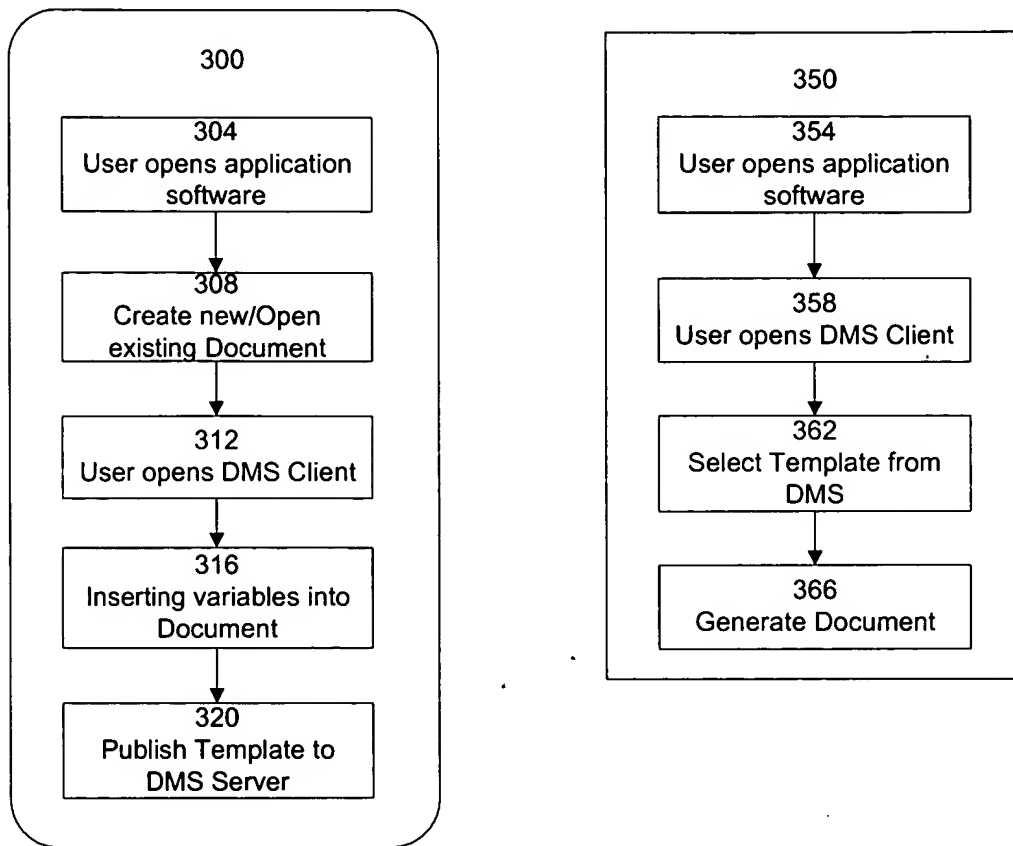 300
304
User opens application
software
308
Create new/Open
existing Document
312
User opens DMS Client
316
Inserting variables into
Document
320
Publish Template to
DMS Server
350
354
User opens application
software
358
User opens DMS Client
362
Select Template from
DMS
366
Generate Document